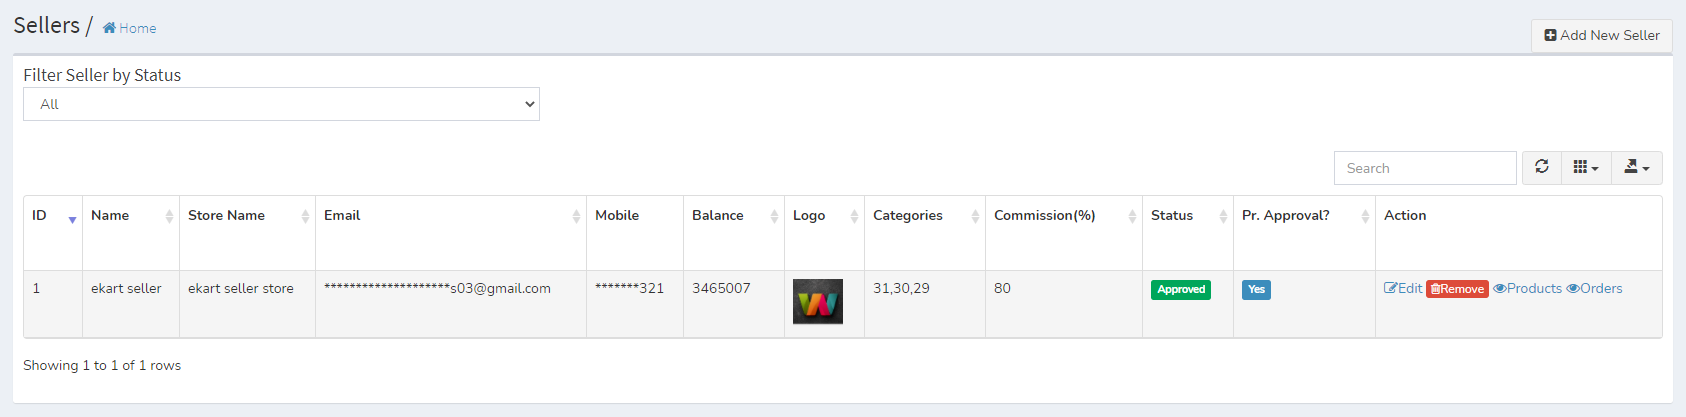 Sellers / Home
Add New Seller
Filter Seller by Status
All
Search
ID Name Store Name Email Mobile Balance Logo Categories Commission(%) Status Pr. Approval? Action
1 ekart seller ekart seller store ********************s03@gmail.com *******321 3465007 31,30,29 80 Approved Yes Edit Remove Products Orders
Showing 1 to 1 of 1 rows